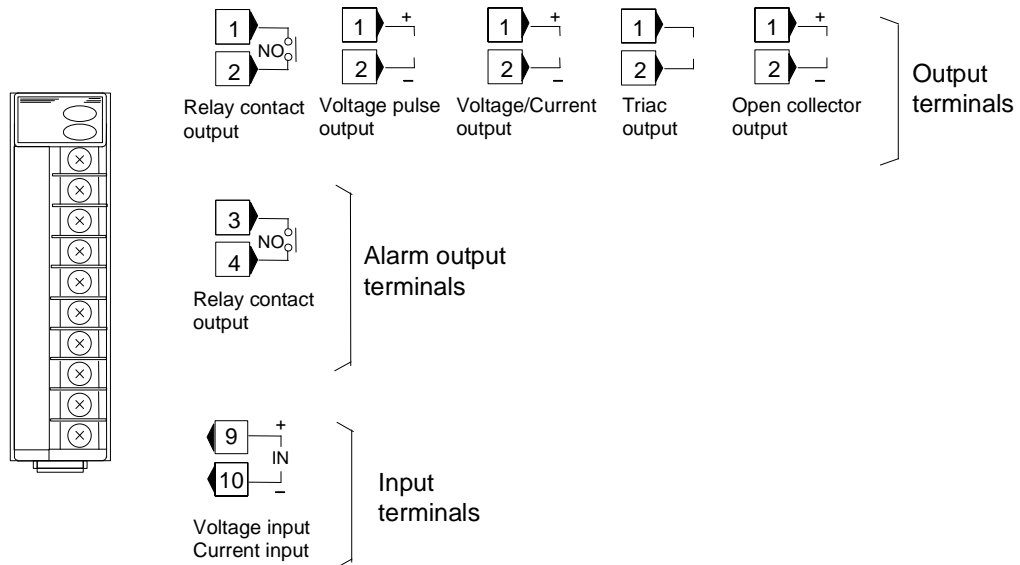 1
NO
2
Relay contact
output
1
+
2
–
Voltage pulse
output
1
+
2
–
Voltage/Current
output
1
2
Triac
output
1
+
2
–
Open collector
output
Output
terminals
3
NO
4
Relay contact
output
Alarm output
terminals
9
+
IN
10
–
Voltage input
Current input
Input
terminals